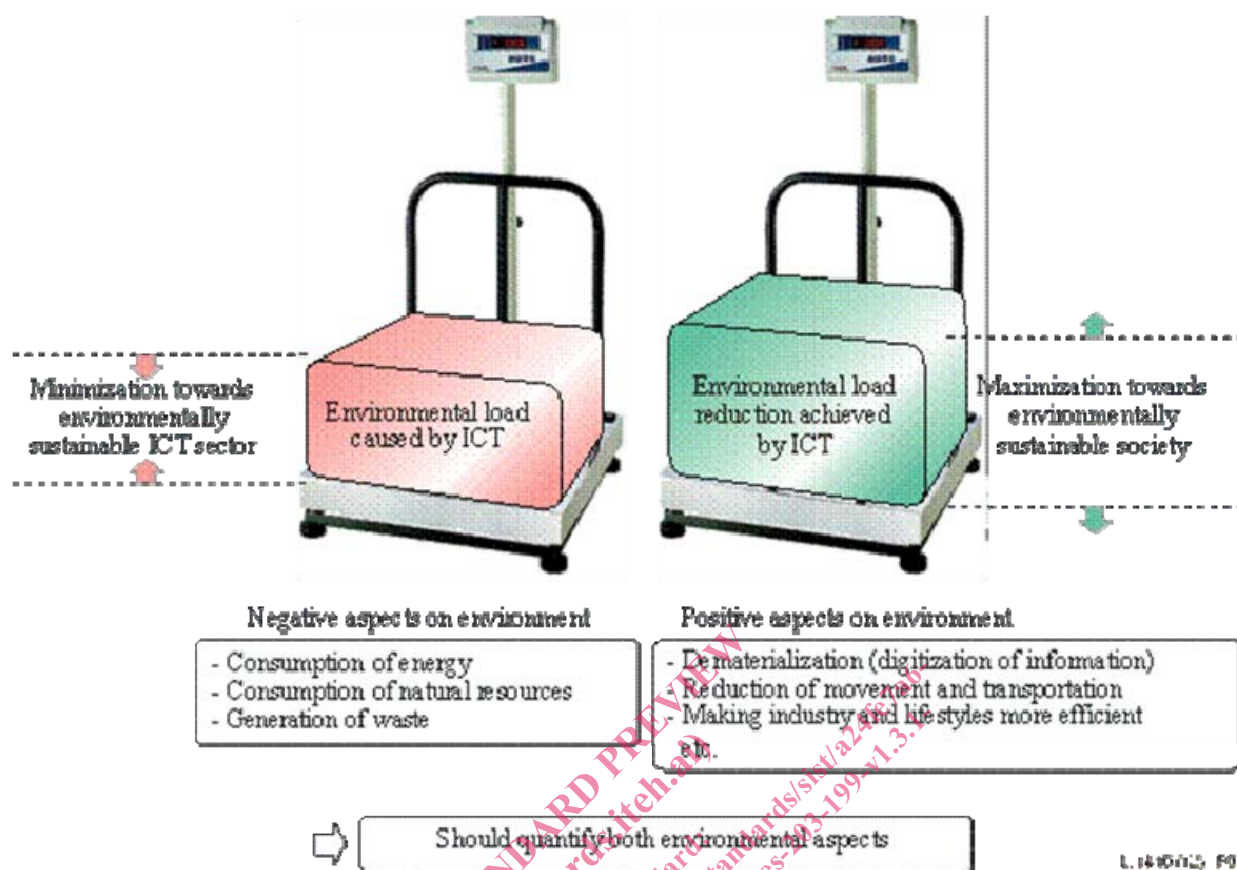 Minimization towards
environmentally
sustainable ICT sector
Environmental load
caused by ICT
Environmental load
reduction achieved
by ICT
Maximization towards
environmentally
sustainable society
Negative aspects on environment
- Consumption of energy
- Consumption of natural resources
- Generation of waste
Positive aspects on environment
- Dematerialization (digitization of information)
- Reduction of movement and transportation
- Making industry and lifestyles more efficient
etc.
Should quantify both environmental aspects